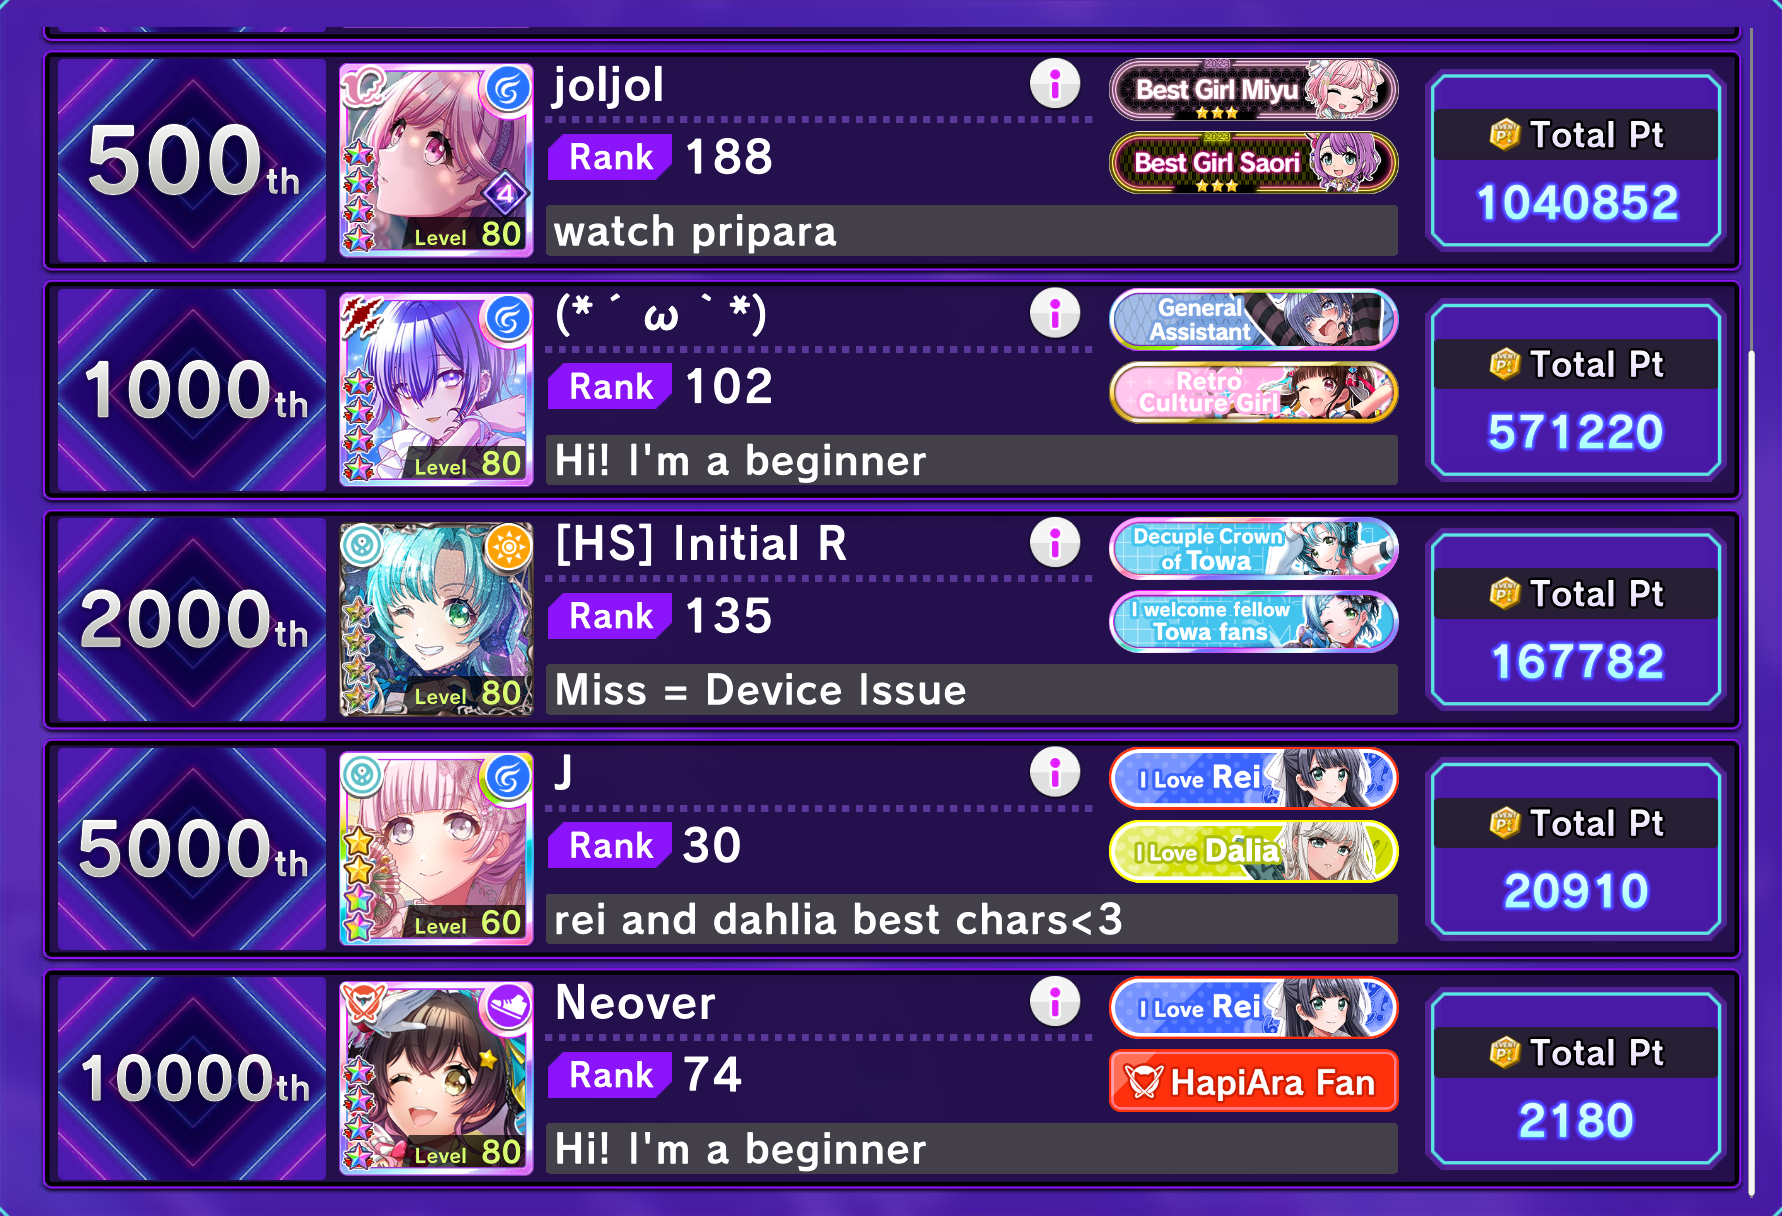 500th
joljol
2023
Best Girl Miyu
Rank 188
2023
Best Girl Saori
4
Level 80
watch pripara
Total Pt
1040852
1000th
(*´ω`*)
General
Assistant
Rank 102
Retro
Culture Girl
Level 80
Hi! I'm a beginner
Total Pt
571220
2000th
[HS] Initial R
Decuple Crown
of Towa
Rank 135
I welcome fellow
Towa fans
Level 80
Miss = Device Issue
Total Pt
167782
5000th
J
I Love Rei
Rank 30
I Love Dalia
Level 60
rei and dahlia best chars<3
Total Pt
20910
10000th
Neover
I Love Rei
Rank 74
HapiAra Fan
Level 80
Hi! I'm a beginner
Total Pt
2180